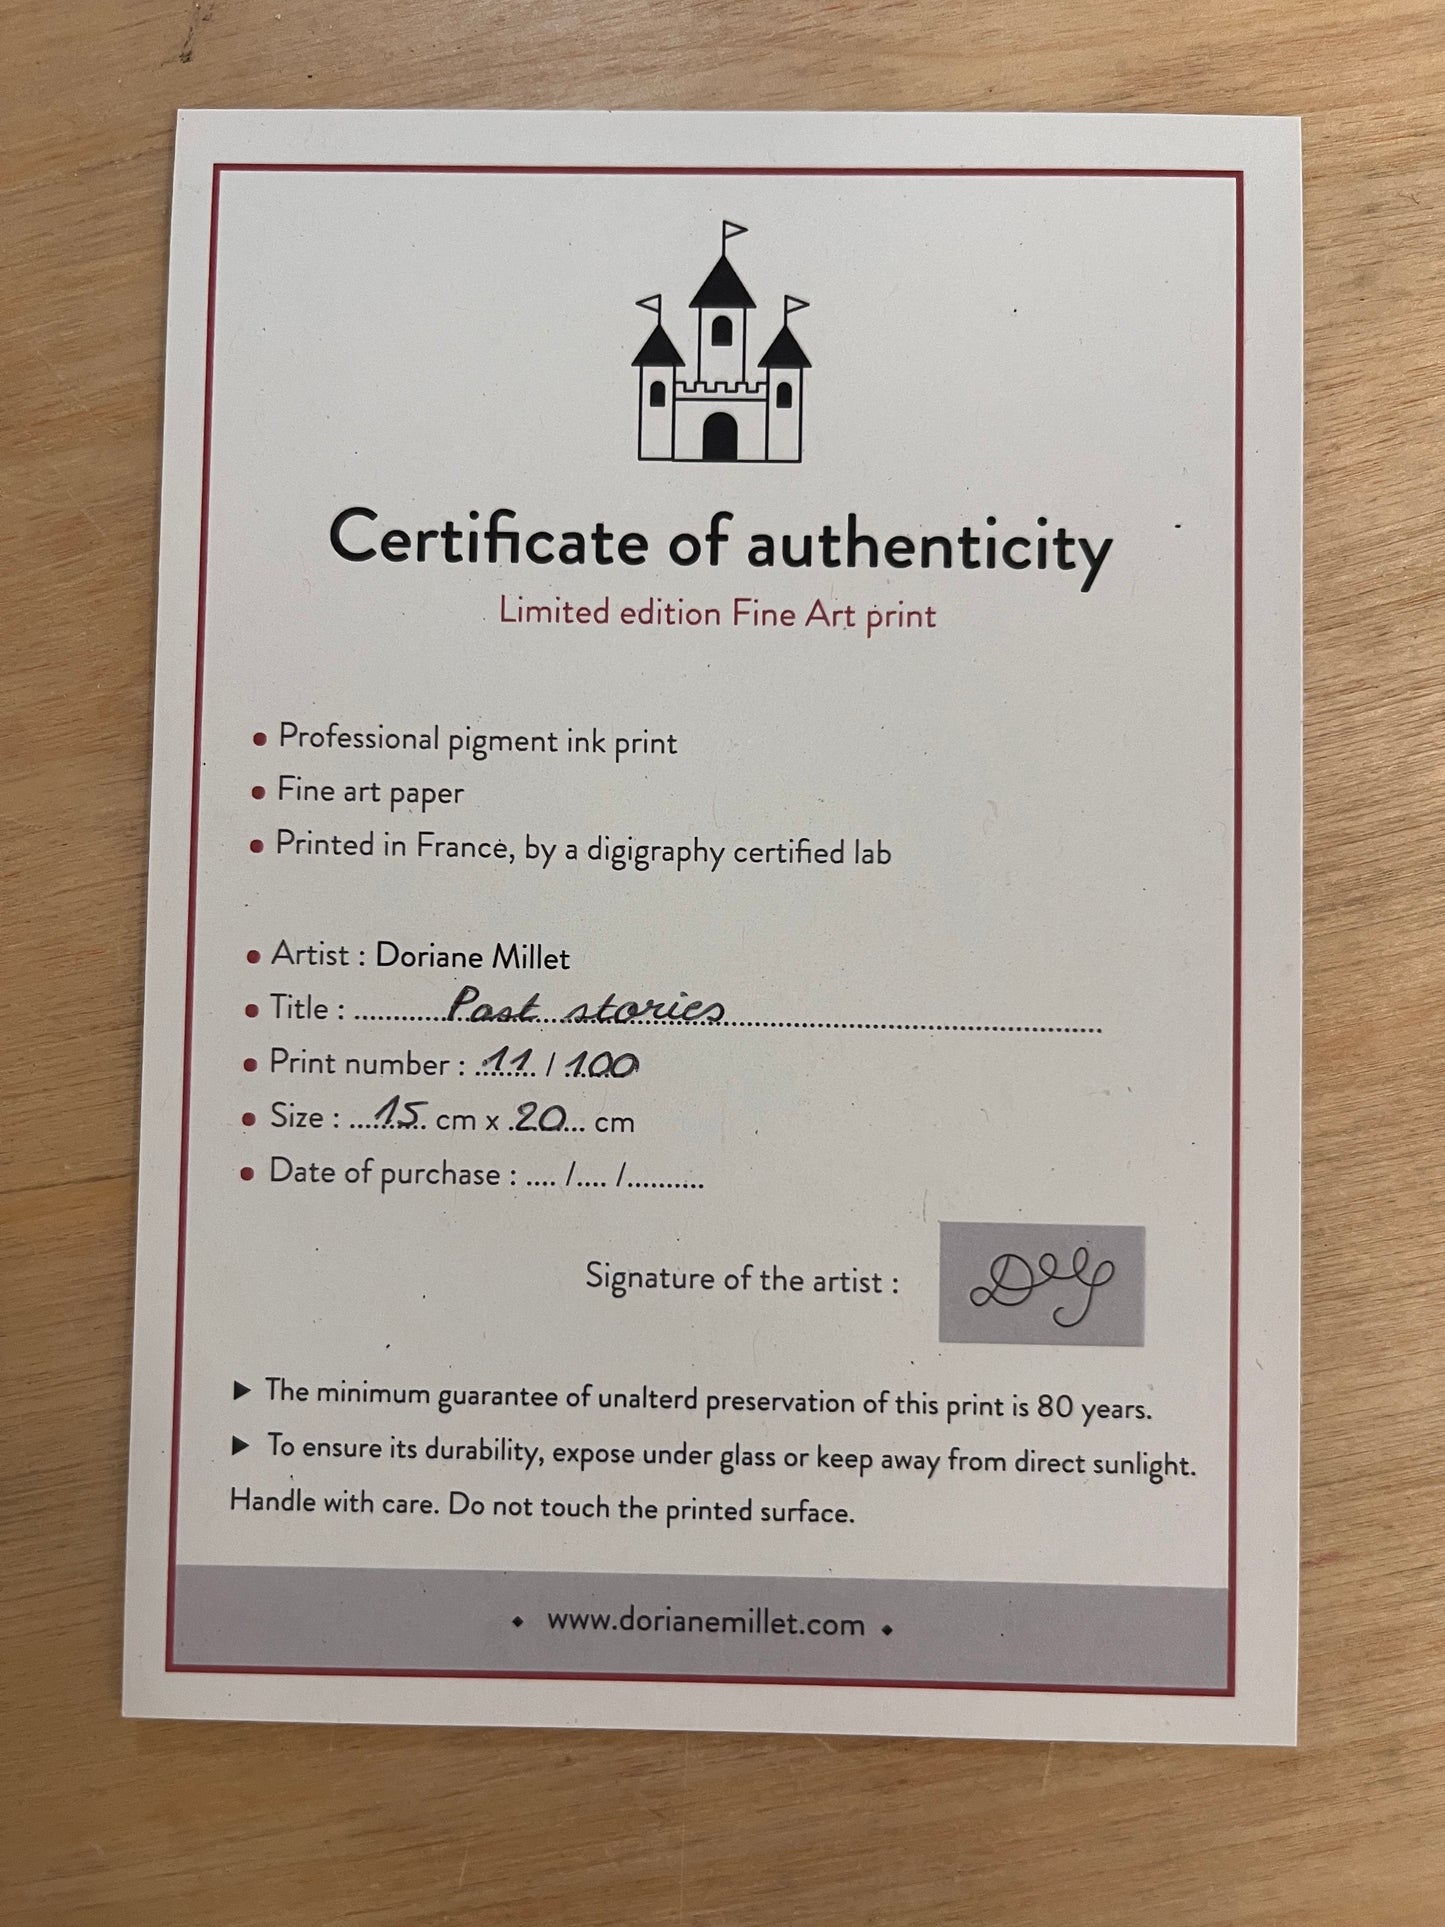 Certificate of authenticity
Limited edition Fine Art print
• Professional pigment ink print
• Fine art paper
• Printed in France, by a digigraphy certified lab
• Artist : Doriane Millet
• Title : ..........Past stories..........
• Print number : ..11.. / .100
• Size : ....15.. cm x .20... cm
• Date of purchase : .... /.... /..........
Signature of the artist :
▶ The minimum guarantee of unalterd preservation of this print is 80 years.
▶ To ensure its durability, expose under glass or keep away from direct sunlight.
Handle with care. Do not touch the printed surface.
◆ www.dorianemillet.com ◆